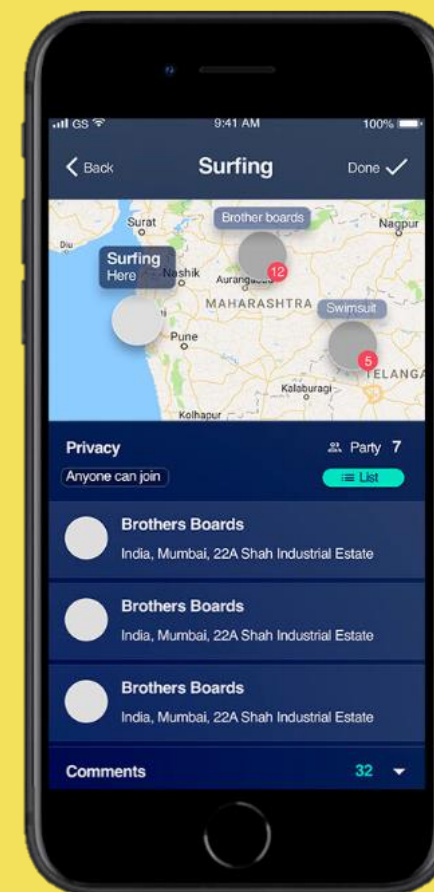 GS 9:41 AM 100%
Back Surfing Done
Brother boards
Surat
Nagpur
Diu
Surfing
Here
Nashik
12
MAHARASHTRA
Swimsuit
Pune
5
TELANGA
Kalaburagi
Kolhapur
Privacy Party 7
Anyone can join List
Brothers Boards
India, Mumbai, 22A Shah Industrial Estate
Brothers Boards
India, Mumbai, 22A Shah Industrial Estate
Brothers Boards
India, Mumbai, 22A Shah Industrial Estate
Comments 32